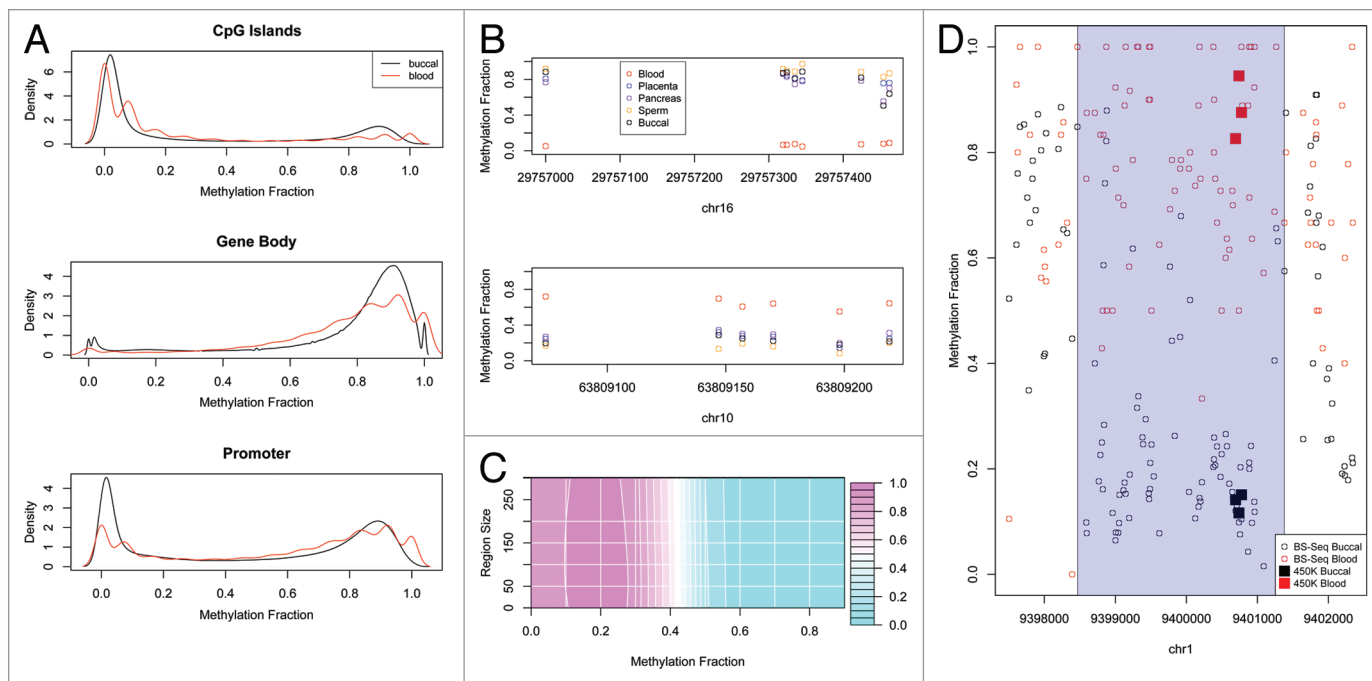 A
CpG Islands
buccal
blood
Density
0 2 4 6
0.0 0.2 0.4 0.6 0.8 1.0
Methylation Fraction
Gene Body
Density
0 1 2 3 4
0.0 0.2 0.4 0.6 0.8 1.0
Methylation Fraction
Promoter
Density
0 1 2 3 4
0.0 0.2 0.4 0.6 0.8 1.0
Methylation Fraction
B
Methylation Fraction
0.0 0.4 0.8
Blood
Placenta
Pancreas
Sperm
Buccal
29757000 29757100 29757200 29757300 29757400
chr16
Methylation Fraction
0.0 0.4 0.8
63809100 63809150 63809200
chr10
C
Region Size
0 50 150 250
0.0 0.2 0.4 0.6 0.8
Methylation Fraction
1.0
0.8
0.6
0.4
0.2
0.0
D
Methylation Fraction
0.0 0.2 0.4 0.6 0.8 1.0
BS-Seq Buccal
BS-Seq Blood
450K Buccal
450K Blood
9398000 9399000 9400000 9401000 9402000
chr1